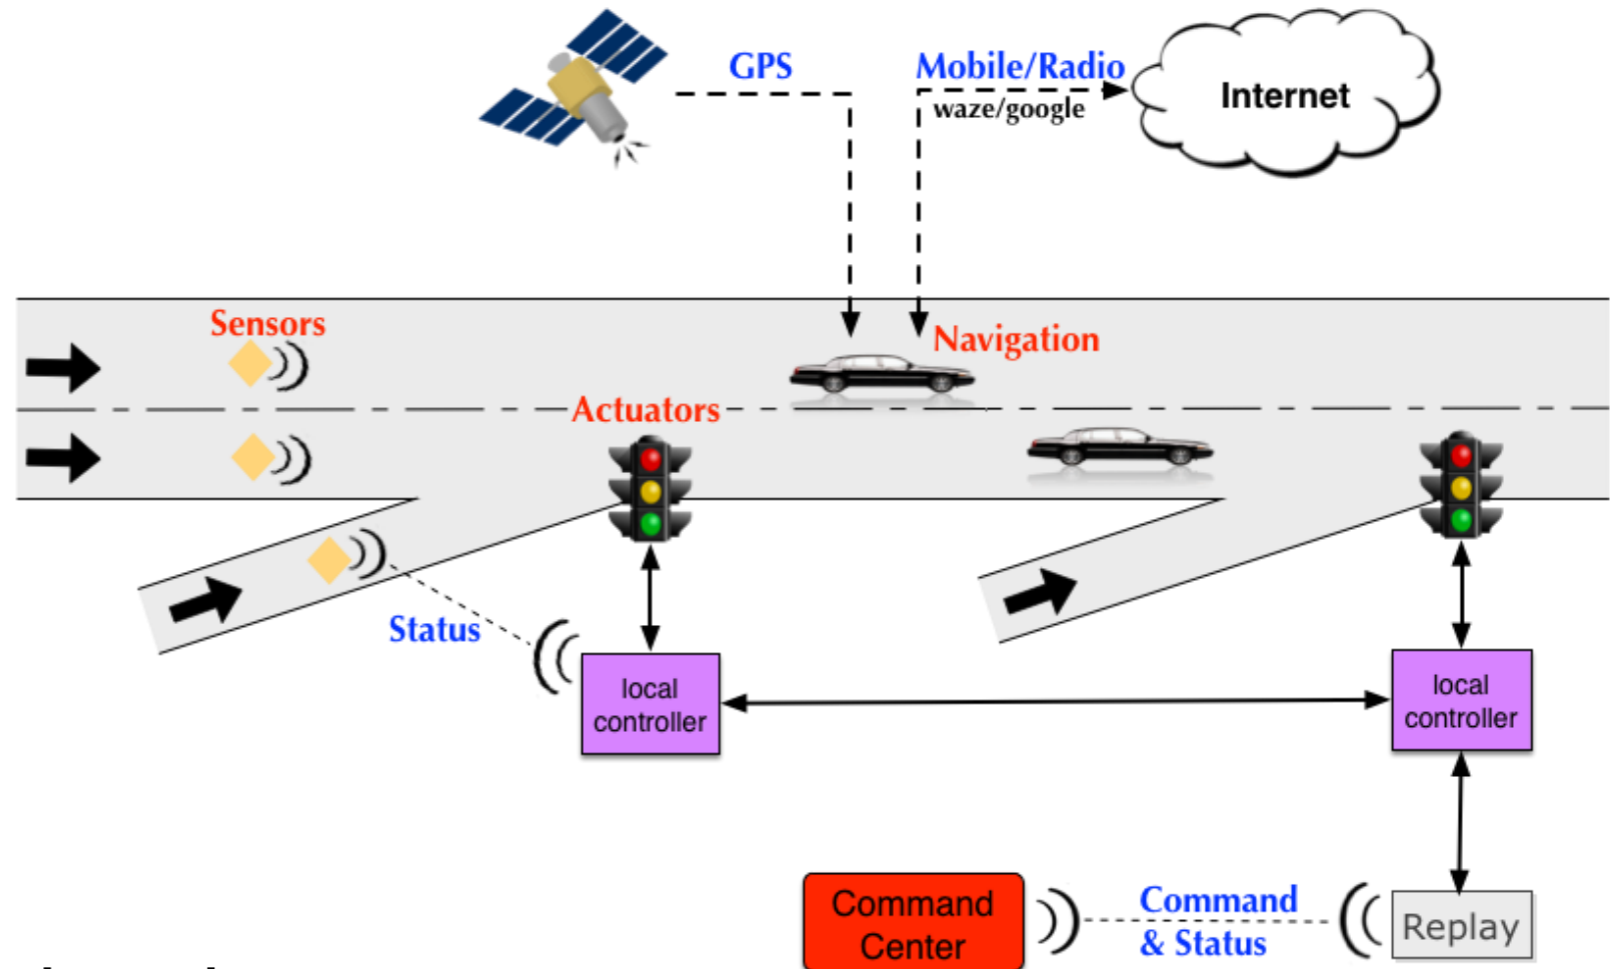 GPS
Mobile/Radio
waze/google
Internet
Sensors
Navigation
Actuators
Status
local
controller
local
controller
Command
Center
Command
& Status
Replay